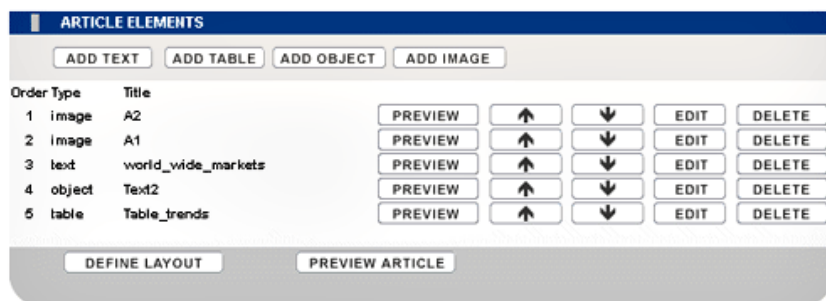 ARTICLE ELEMENTS
ADD TEXT ADD TABLE ADD OBJECT ADD IMAGE
Order Type Title
1 image A2 PREVIEW EDIT DELETE
2 image A1 PREVIEW EDIT DELETE
3 text world_wide_markets PREVIEW EDIT DELETE
4 object Text2 PREVIEW EDIT DELETE
5 table Table_trends PREVIEW EDIT DELETE
DEFINE LAYOUT PREVIEW ARTICLE